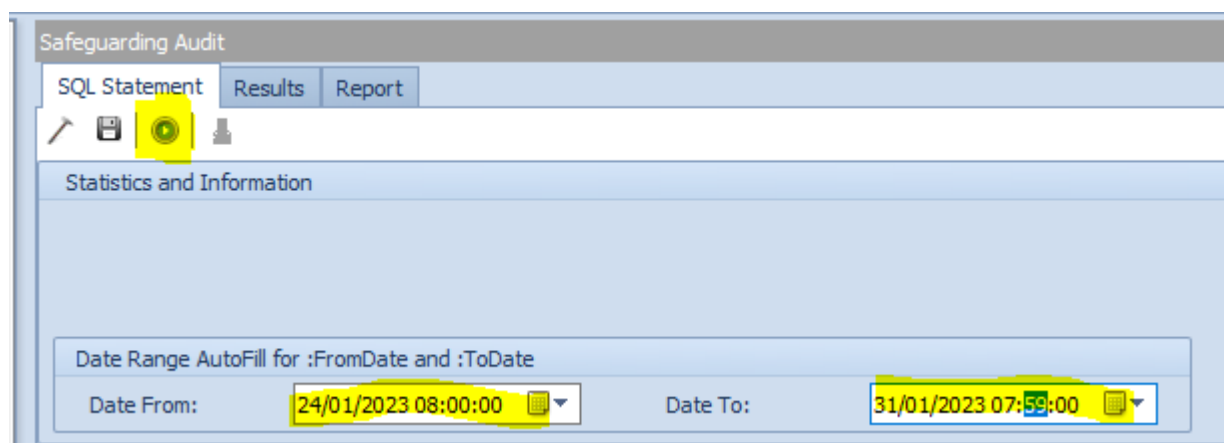 Safeguarding Audit
SQL Statement Results Report
Statistics and Information
Date Range AutoFill for :FromDate and :ToDate
Date From: 24/01/2023 08:00:00 Date To: 31/01/2023 07:59:00